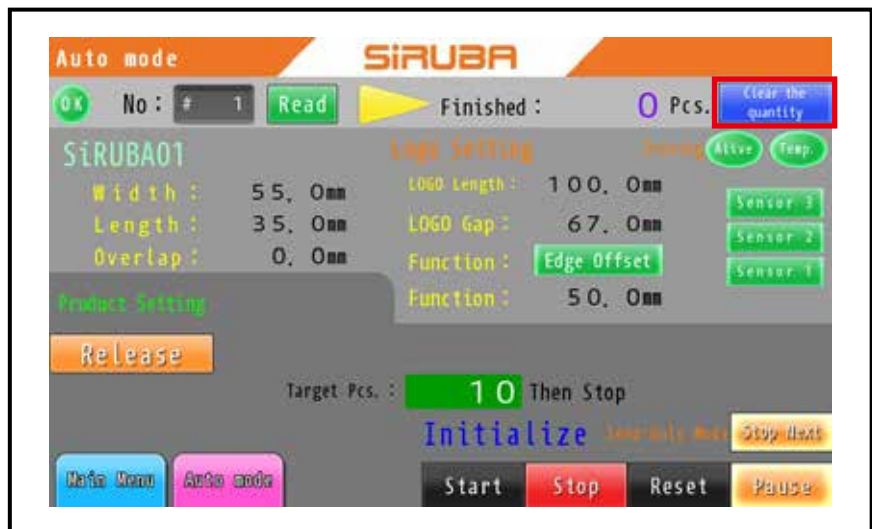 Auto mode
SiRUBA
OK No: # 1 Read Finished: 0 Pcs. Clear the quantity
SiRUBA01 Logo Setting Alive Temp.
Width: 55.0mm LOGO Length: 100.0mm Sensor 3
Length: 35.0mm LOGO Gap: 67.0mm Sensor 2
Overlap: 0.0mm Function: Edge Offset Sensor 1
Product Setting Function: 50.0mm
Release
Target Pcs.: 10 Then Stop
Initialize Stop Next
Main Menu Auto mode Start Stop Reset Pause